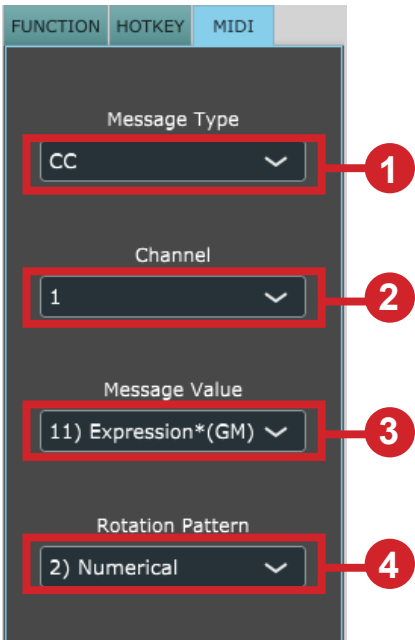 FUNCTION HOTKEY MIDI
Message Type
CC
1
Channel
1
2
Message Value
11) Expression*(GM)
3
Rotation Pattern
2) Numerical
4